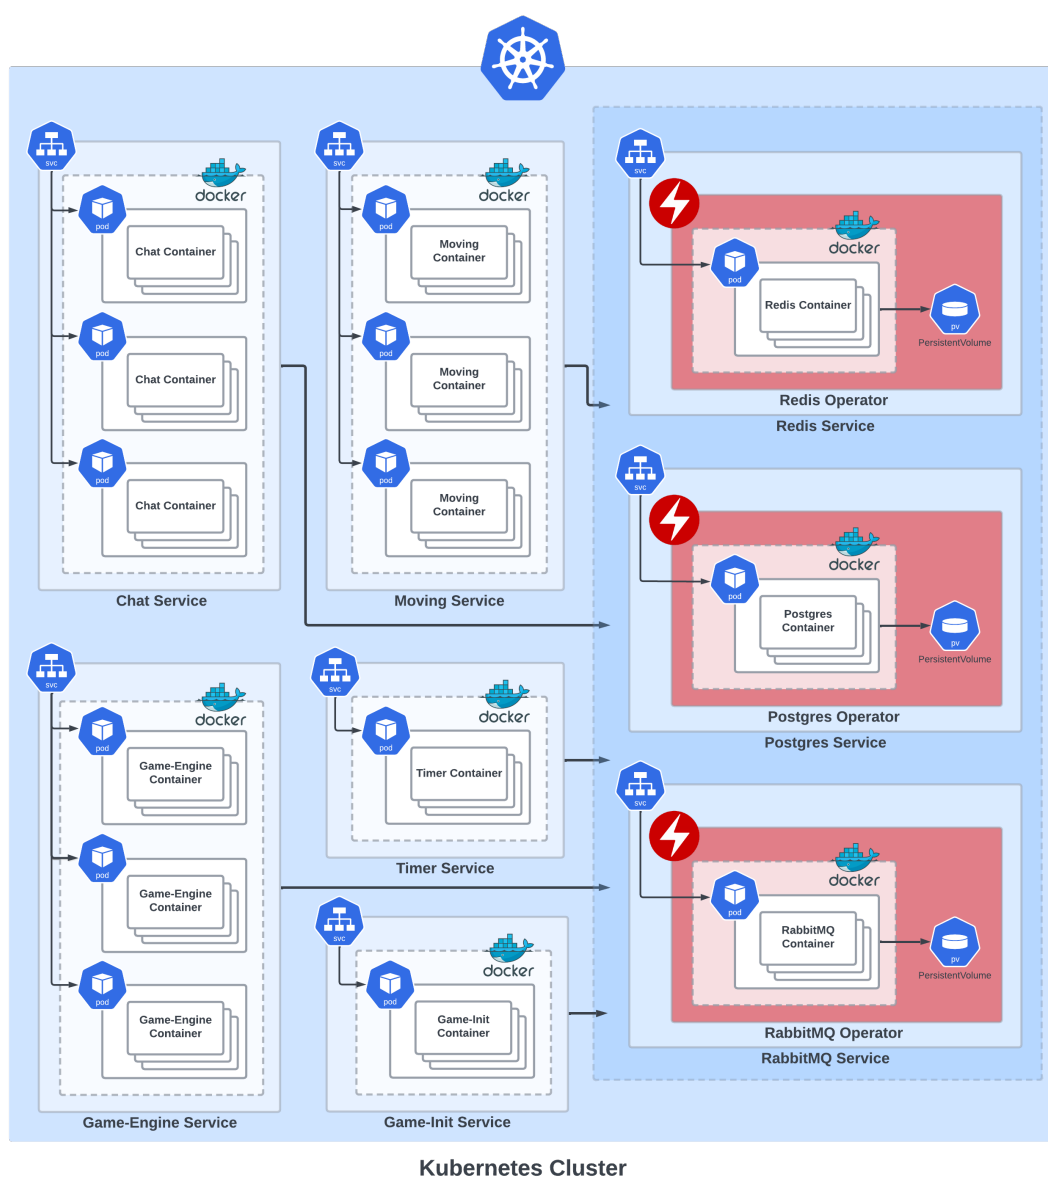 svc
docker
pod
Chat Container
pod
Chat Container
pod
Chat Container
Chat Service
svc
docker
pod
Moving
Container
pod
Moving
Container
pod
Moving
Container
Moving Service
svc
docker
pod
Redis Container
pv
PersistentVolume
Redis Operator
Redis Service
svc
docker
pod
Postgres
Container
pv
PersistentVolume
Postgres Operator
Postgres Service
svc
docker
pod
Game-Engine
Container
pod
Game-Engine
Container
pod
Game-Engine
Container
Game-Engine Service
svc
docker
pod
Timer Container
Timer Service
svc
docker
pod
Game-Init
Container
Game-Init Service
svc
docker
pod
RabbitMQ
Container
pv
PersistentVolume
RabbitMQ Operator
RabbitMQ Service
Kubernetes Cluster